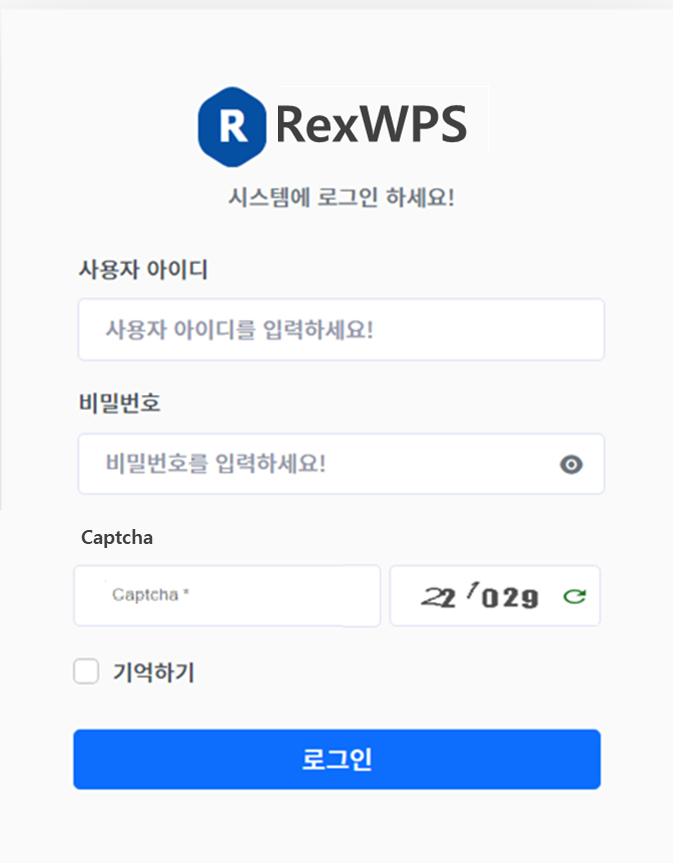 R RexWPS
시스템에 로그인 하세요!
사용자 아이디
사용자 아이디를 입력하세요!
비밀번호
비밀번호를 입력하세요!
Captcha
Captcha *
221029
기억하기
로그인